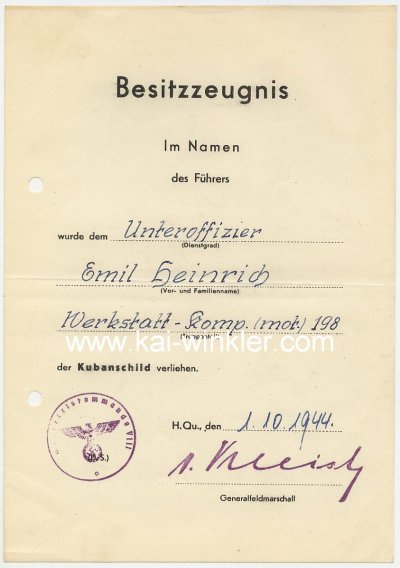 Besitzzeugnis
Im Namen
des Führers
wurde dem Unteroffizier
(Dienstgrad)
Emil Heinrich
(Vor- und Familienname)
Werkstatt-Komp. (mot.) 198
www.kai-winkler.com
der Kubanschild verliehen.
H.Qu., den 1.10.1944.
(D.S.)
v. Kleist
Generalfeldmarschall